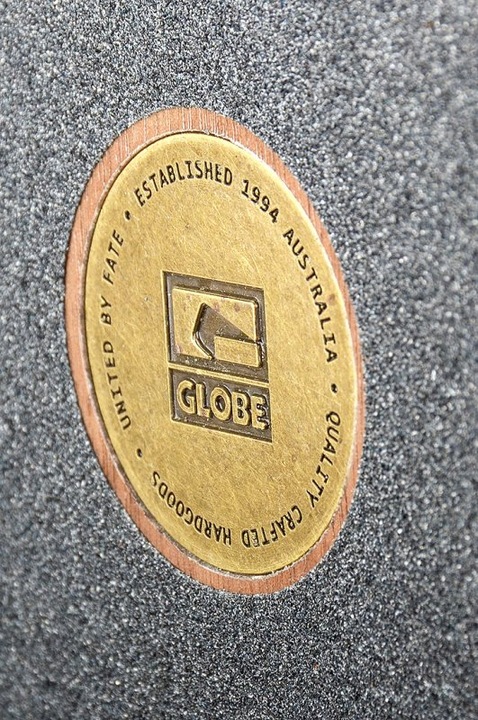 ESTABLISHED 1994 AUSTRALIA • QUALITY CRAFTED HARDGOODS • UNITED BY FATE •
GLOBE